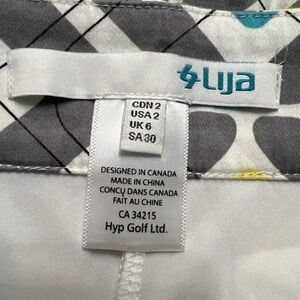 Lija
CDN 2
USA 2
UK 6
SA 30
DESIGNED IN CANADA
MADE IN CHINA
CONÇU DANS CANADA
FAIT AU CHINE
CA 34215
Hyp Golf Ltd.